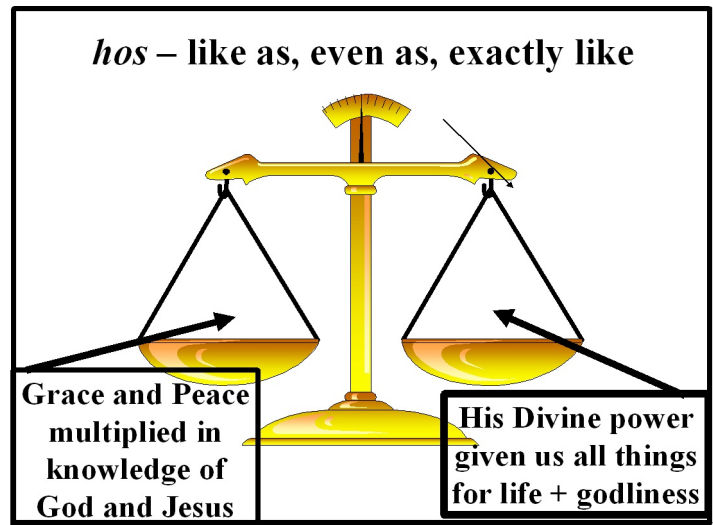 hos – like as, even as, exactly like
Grace and Peace
multiplied in
knowledge of
God and Jesus
His Divine power
given us all things
for life + godliness